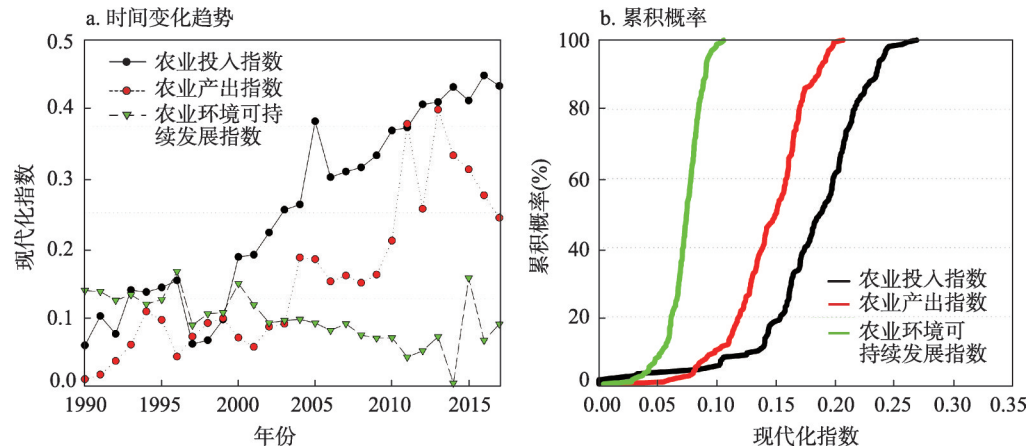 a. 时间变化趋势
0.5
0.4
0.3
0.2
0.1
0.0
现代化指数
农业投入指数
农业产出指数
农业环境可持
续发展指数
1990 1995 2000 2005 2010 2015
年份
b. 累积概率
100
80
60
40
20
0
累积概率(%)
农业投入指数
农业产出指数
农业环境可
持续发展指数
0.00 0.05 0.10 0.15 0.20 0.25 0.30 0.35
现代化指数